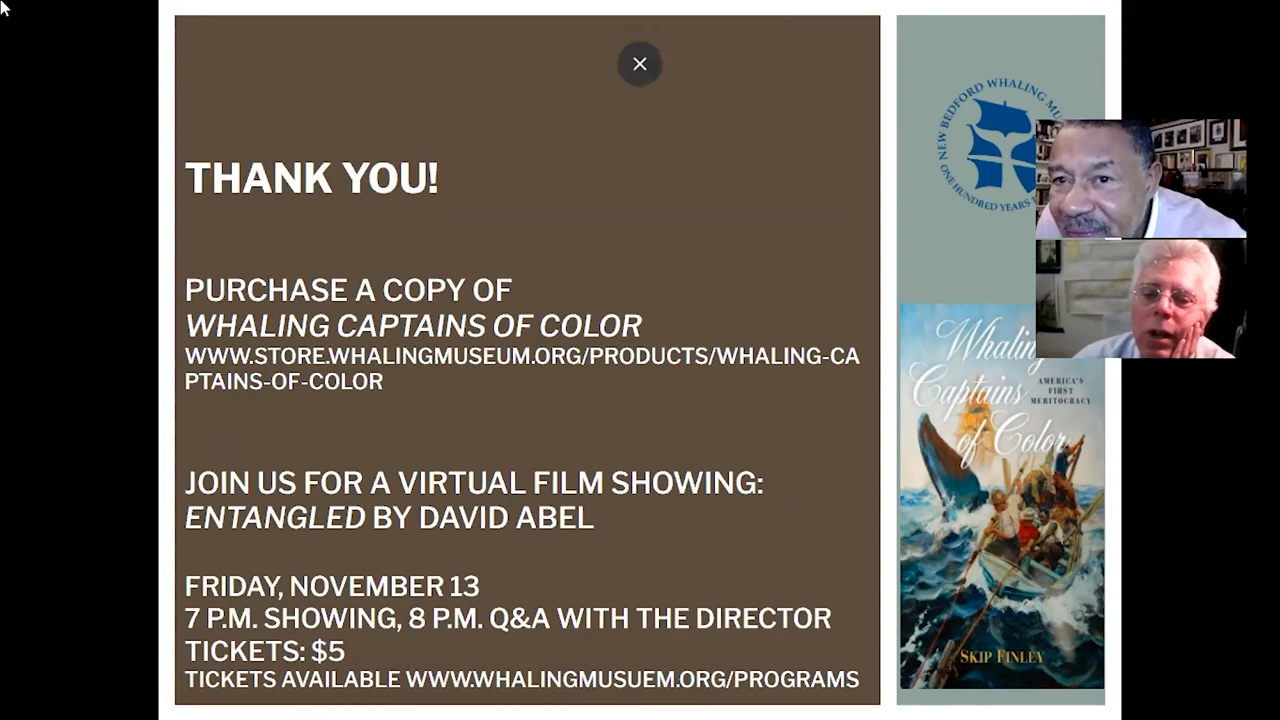 THANK YOU!
PURCHASE A COPY OF
WHALING CAPTAINS OF COLOR
WWW.STORE.WHALINGMUSEUM.ORG/PRODUCTS/WHALING-CA
PTAINS-OF-COLOR
JOIN US FOR A VIRTUAL FILM SHOWING:
ENTANGLED BY DAVID ABEL
FRIDAY, NOVEMBER 13
7 P.M. SHOWING, 8 P.M. Q&A WITH THE DIRECTOR
TICKETS: $5
TICKETS AVAILABLE WWW.WHALINGMUSUEM.ORG/PROGRAMS
NEW BEDFORD WHALING
ONE HUNDRED YEARS
Whaling
Captains
of Color
AMERICA'S
FIRST
MERITOCRACY
SKIP FINLEY